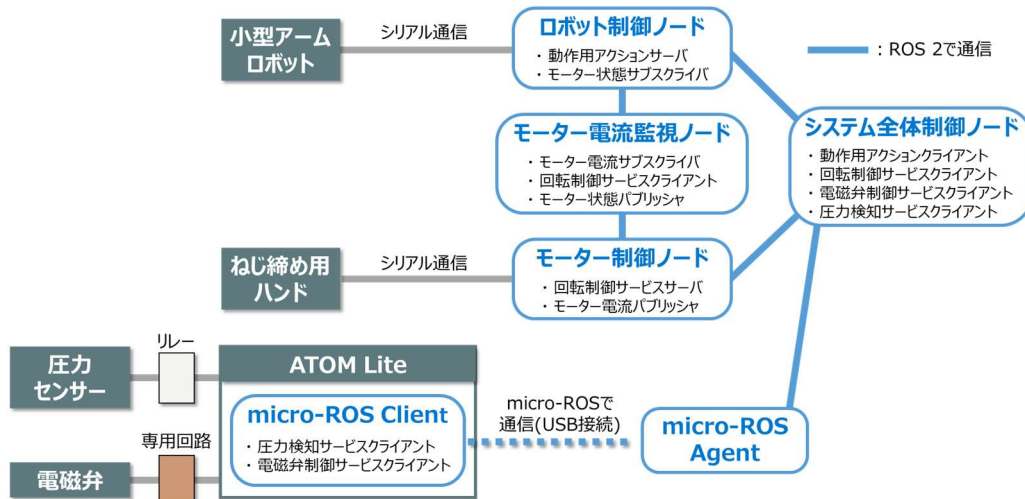 小型アーム
ロボット
シリアル通信
ロボット制御ノード
・動作用アクションサーバ
・モーター状態サブスクライバ
：ROS 2で通信
モーター電流監視ノード
・モーター電流サブスクライバ
・回転制御サービスクライアント
・モーター状態パブリッシャ
システム全体制御ノード
・動作用アクションクライアント
・回転制御サービスクライアント
・電磁弁制御サービスクライアント
・圧力検知サービスクライアント
ねじ締め用
ハンド
シリアル通信
モーター制御ノード
・回転制御サービスサーバ
・モーター電流パブリッシャ
圧力
センサー
リレー
ATOM Lite
micro-ROS Client
・圧力検知サービスクライアント
・電磁弁制御サービスクライアント
micro-ROSで
通信(USB接続)
micro-ROS
Agent
専用回路
電磁弁